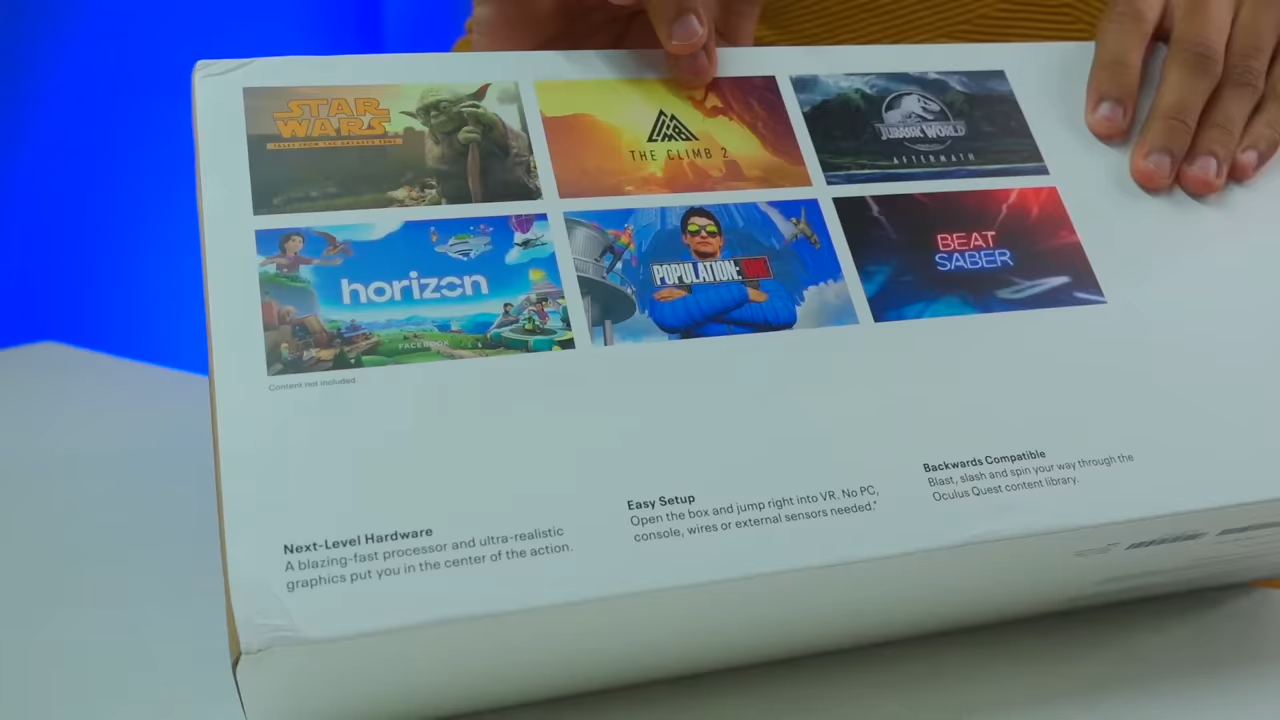 STAR
WARS
TALES FROM THE GALAXY'S EDGE
THE CLIMB 2
JURASSIC WORLD
AFTERMATH
horizon
FACEBOOK
POPULATION: ONE
BEAT
SABER
Content not included.
Next-Level Hardware
A blazing-fast processor and ultra-realistic
graphics put you in the center of the action.
Easy Setup
Open the box and jump right into VR. No PC,
console, wires or external sensors needed.*
Backwards Compatible
Blast, slash and spin your way through the
Oculus Quest content library.